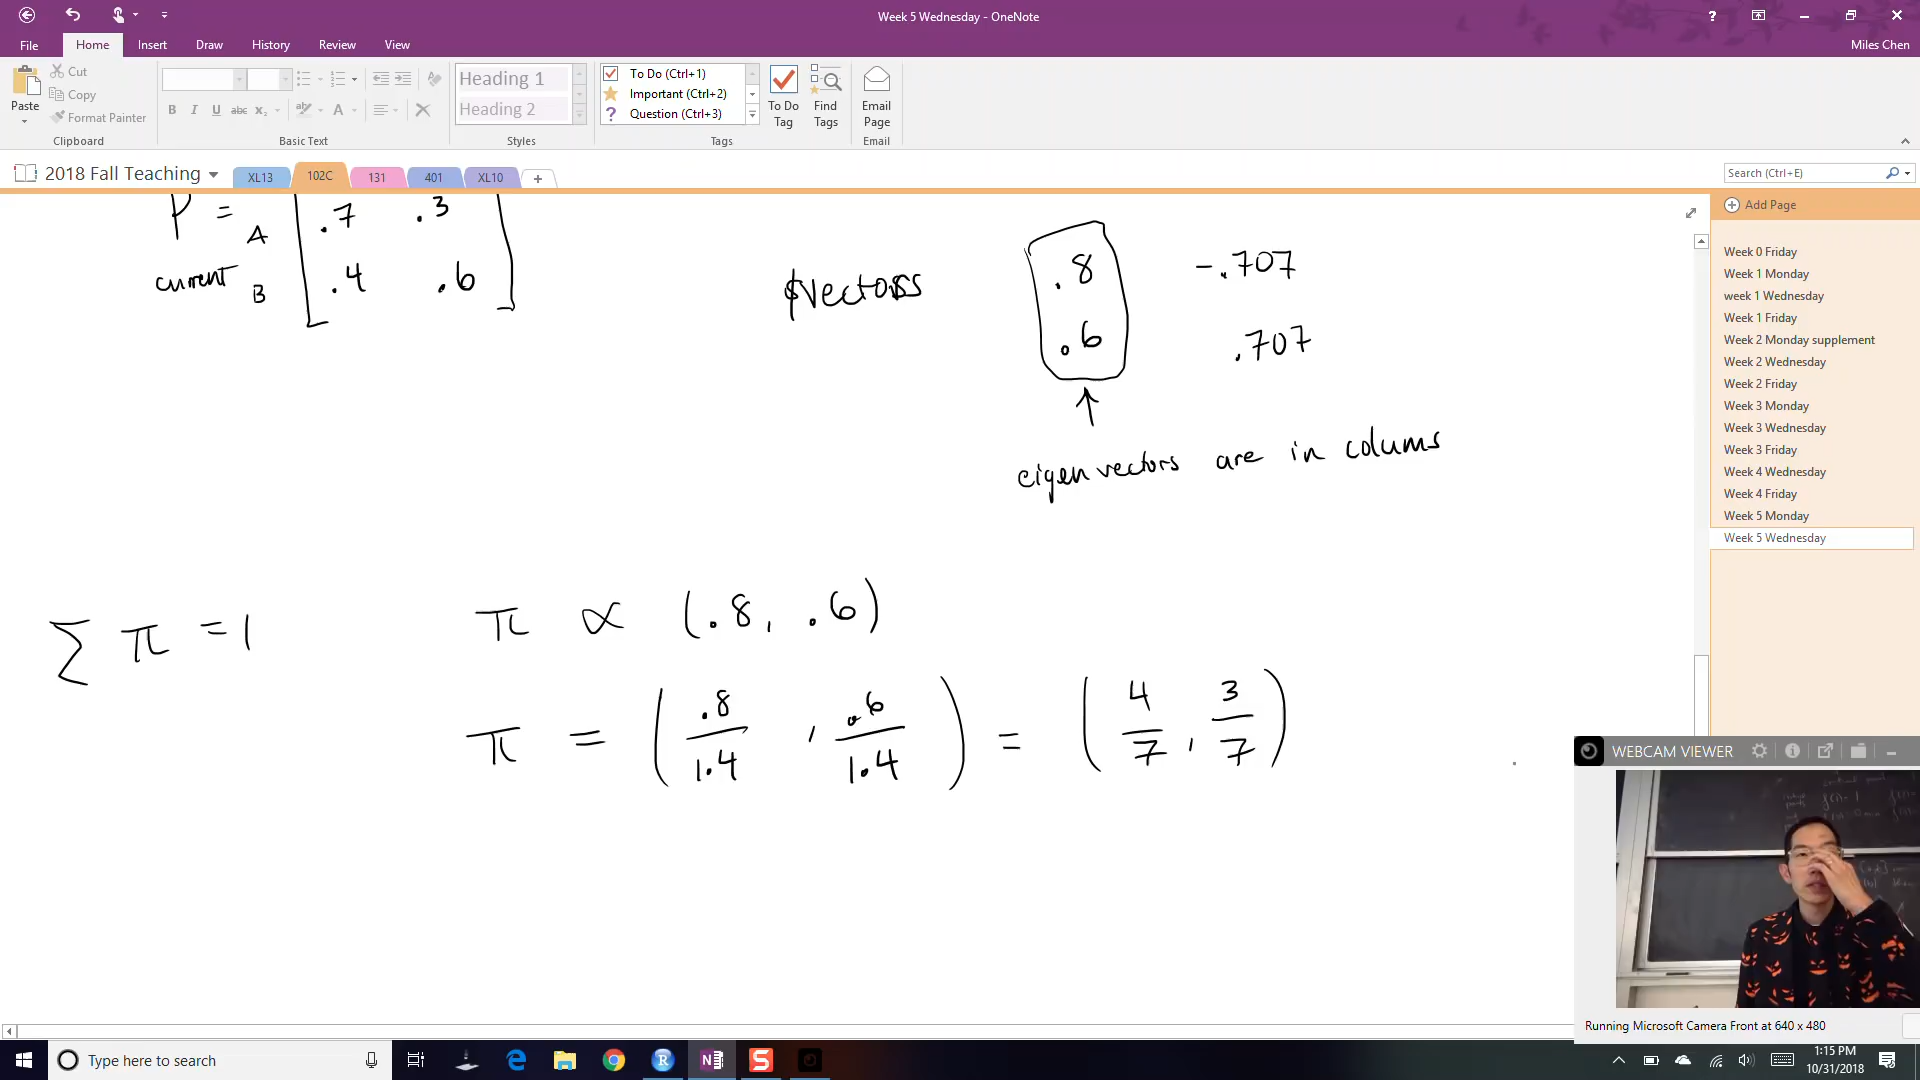 Week 5 Wednesday - OneNote
?
File Home Insert Draw History Review View
Miles Chen
Paste
Cut
Copy
Format Painter
Clipboard
B I U abc x₂ A
Basic Text
Heading 1
Heading 2
Styles
To Do (Ctrl+1)
Important (Ctrl+2)
? Question (Ctrl+3)
Tags
To Do Tag
Find Tags
Email Page
Email
2018 Fall Teaching
XL13 102C 131 401 XL10 +
Search (Ctrl+E)
Add Page
Week 0 Friday
Week 1 Monday
week 1 Wednesday
Week 1 Friday
Week 2 Monday supplement
Week 2 Wednesday
Week 2 Friday
Week 3 Monday
Week 3 Wednesday
Week 3 Friday
Week 4 Wednesday
Week 4 Friday
Week 5 Monday
Week 5 Wednesday
P = A .7 .3
current B .4 .6
$vectors
.8 -.707
.6 .707
↑
eigenvectors are in colums
Σ π = 1
π ∝ (.8, .6)
π = (.8/1.4, .6/1.4) = (4/7, 3/7)
WEBCAM VIEWER
Running Microsoft Camera Front at 640 x 480
Type here to search
1:15 PM
10/31/2018